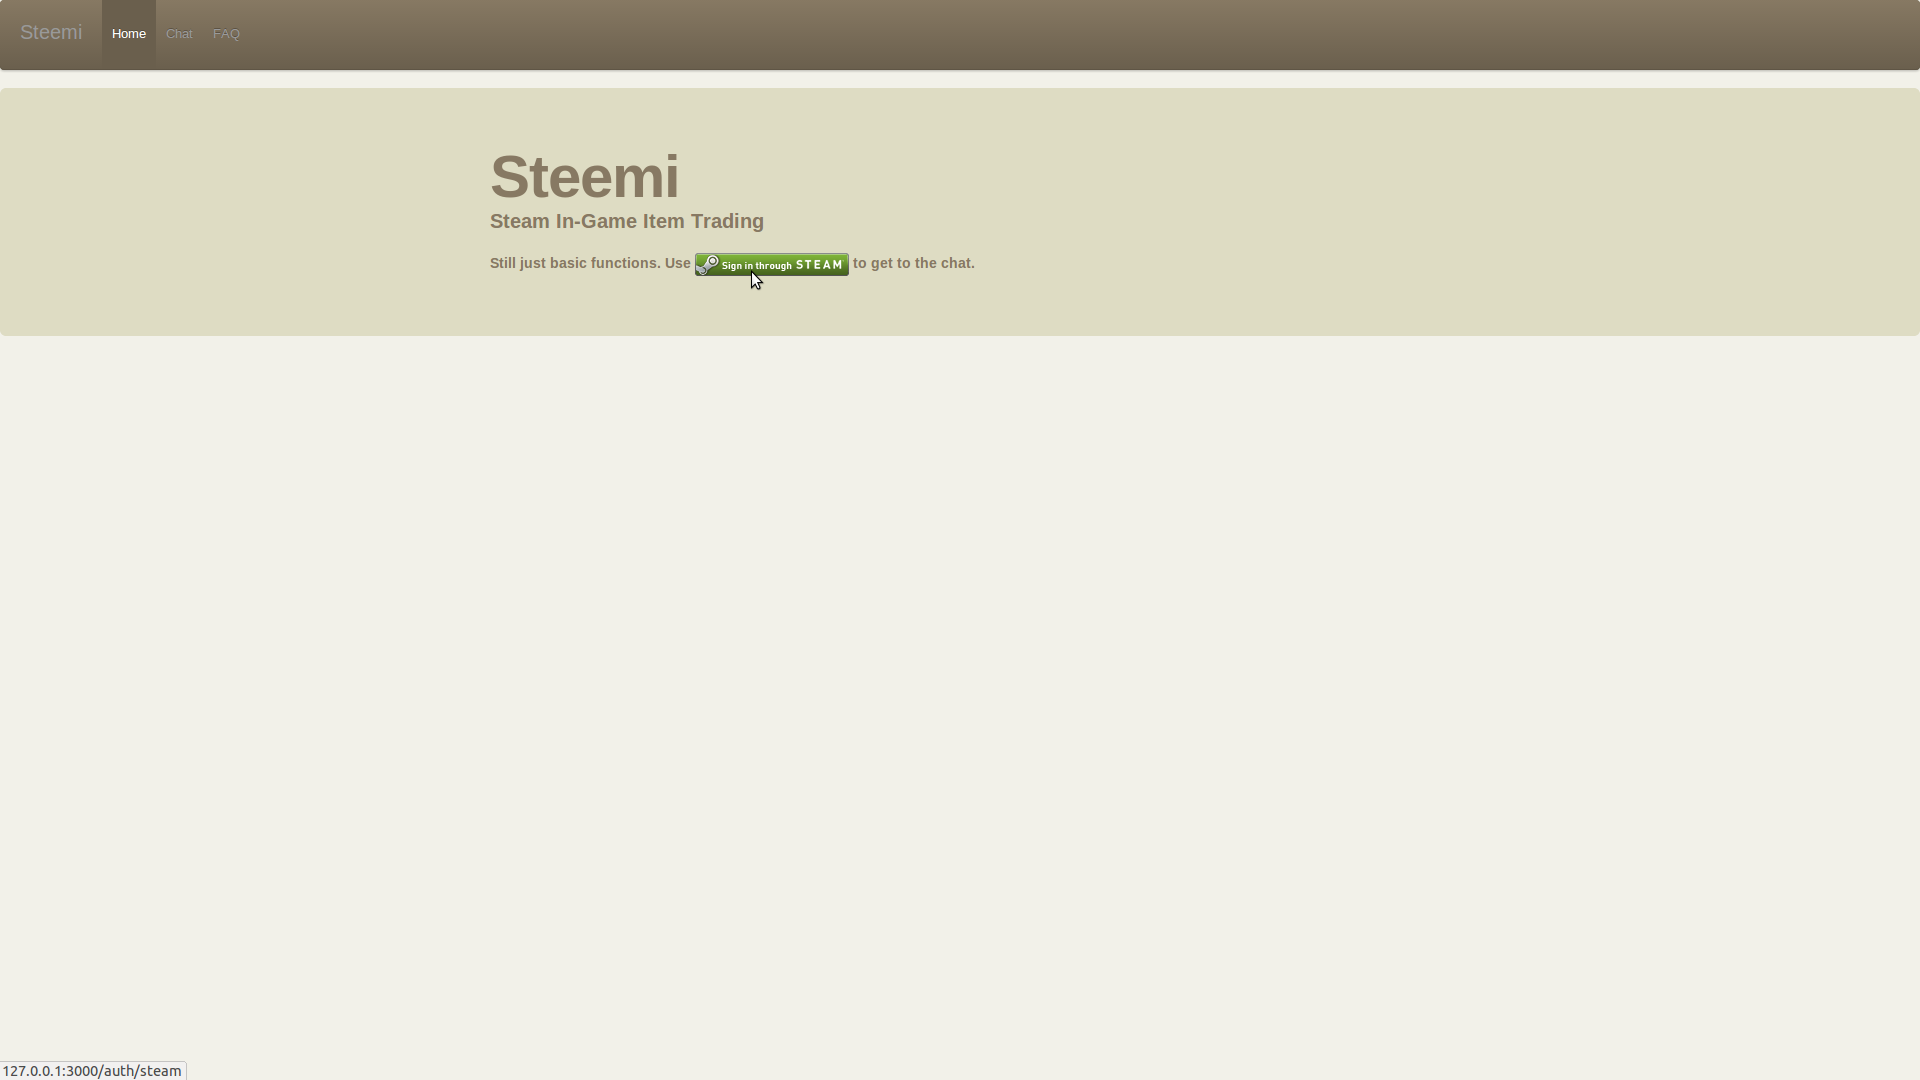 Steemi Home Chat FAQ
Steemi
Steam In-Game Item Trading
Still just basic functions. Use Sign in through STEAM to get to the chat.
127.0.0.1:3000/auth/steam